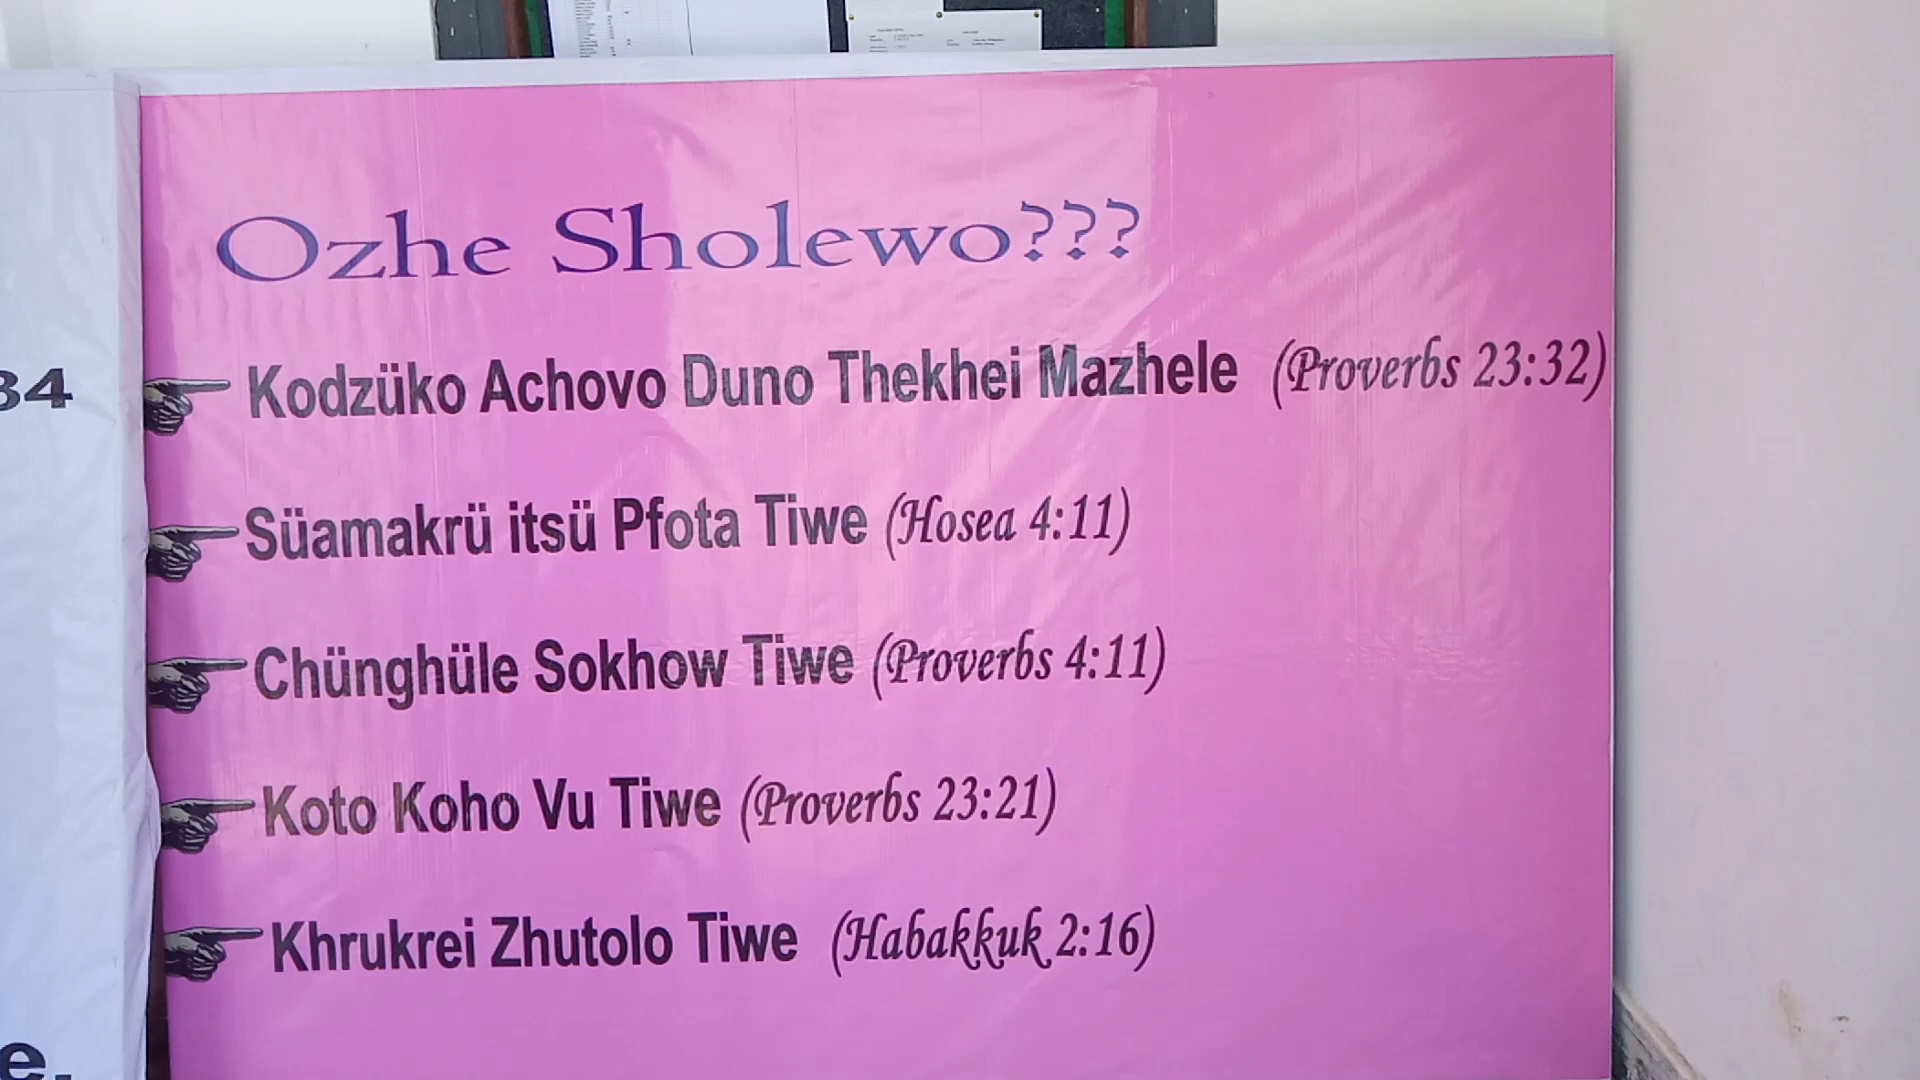 Ozhe Sholewo???
34
Kodzüko Achovo Duno Thekhei Mazhele (Proverbs 23:32)
Süamakrü itsü Pfota Tiwe (Hosea 4:11)
Chünghüle Sokhow Tiwe (Proverbs 4:11)
Koto Koho Vu Tiwe (Proverbs 23:21)
Khrukrei Zhutolo Tiwe (Habakkuk 2:16)